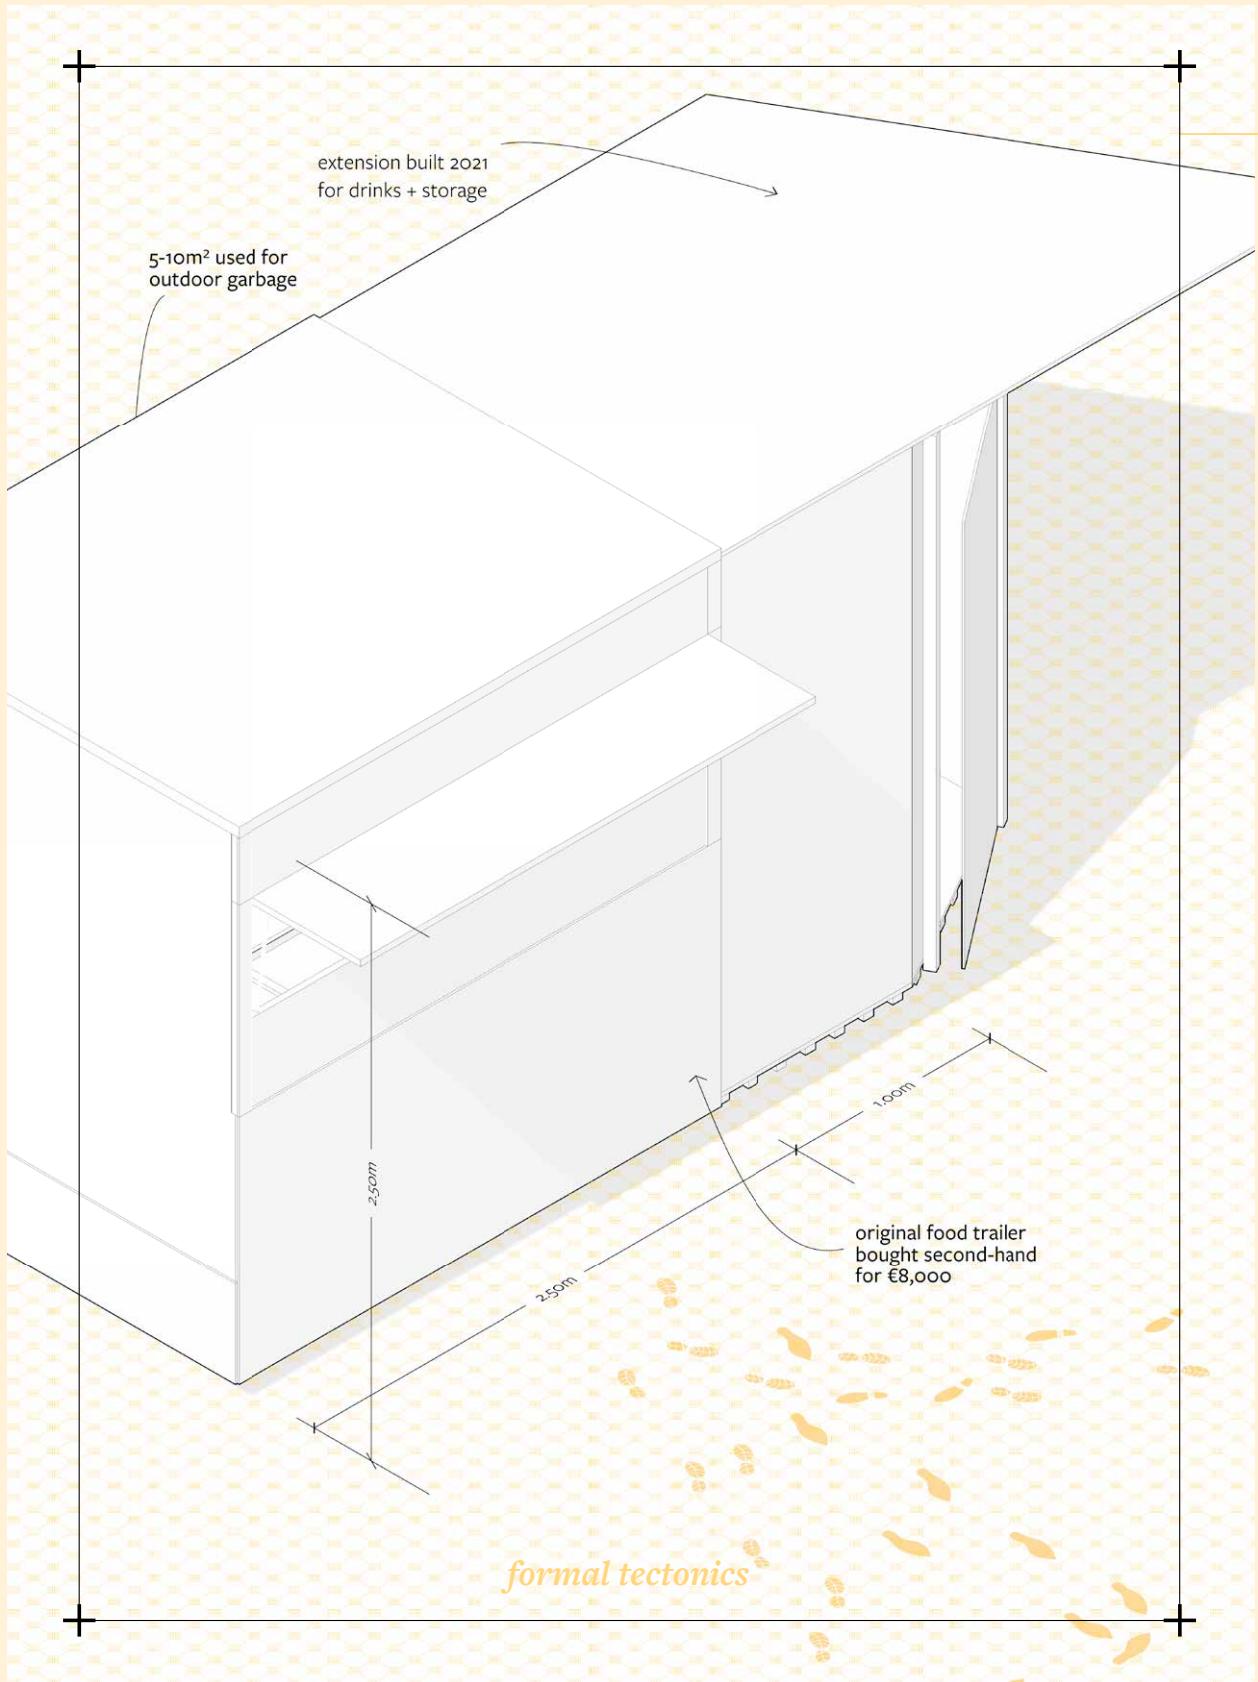 extension built 2021
for drinks + storage
5-10m² used for
outdoor garbage
1.00m
2.50m
original food trailer
bought second-hand
for €8,000
2.50m
formal tectonics